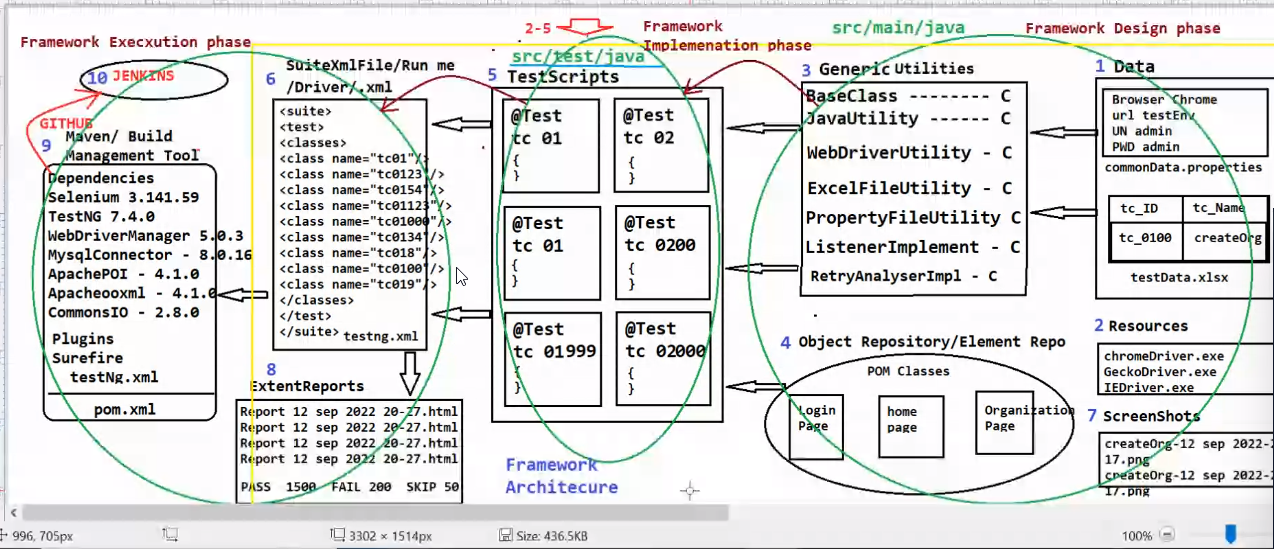 Framework Execxution phase
2-5
Framework
Implemenation phase
src/main/java
Framework Design phase
10 JENKINS
GITHUB
9
Maven/ Build
Management Tool
Dependencies
Selenium 3.141.59
TestNG 7.4.0
WebDriverManager 5.0.3
MysqlConnector - 8.0.16
ApachePOI - 4.1.0
Apacheooxml - 4.1.0
CommonsIO - 2.8.0
Plugins
Surefire
testNg.xml
pom.xml
6
SuiteXmlFile/Run me
/Driver/.xml
<suite>
<test>
<classes>
<class name="tc01"/>
<class name="tc0123"/>
<class name="tc0154"/>
<class name="tc01123"/>
<class name="tc01000"/>
<class name="tc0134"/>
<class name="tc018"/>
<class name="tc0100"/>
<class name="tc019"/>
</classes>
</test>
</suite>
testng.xml
8
ExtentReports
Report 12 sep 2022 20-27.html
Report 12 sep 2022 20-27.html
Report 12 sep 2022 20-27.html
Report 12 sep 2022 20-27.html
PASS 1500 FAIL 200 SKIP 50
src/test/java
5 TestScripts
@Test
tc 01
{
}
@Test
tc 02
{
}
@Test
tc 01
{
}
@Test
tc 0200
{
}
@Test
tc 01999
{
}
@Test
tc 02000
{
}
Framework
Architecure
3 Generic Utilities
BaseClass -------- C
JavaUtility ------ C
WebDriverUtility - C
ExcelFileUtility - C
PropertyFileUtility C
ListenerImplement - C
RetryAnalyserImpl - C
4 Object Repository/Element Repo
POM Classes
Login
Page
home
page
Organization
Page
1 Data
Browser Chrome
url testEnv
UN admin
PWD admin
commonData.properties
tc_ID tc_Name
tc_0100 createOrg
testData.xlsx
2 Resources
chromeDriver.exe
GeckoDriver.exe
IEDriver.exe
7 ScreenShots
createOrg-12 sep 2022-2
17.png
createOrg-12 sep 2022-2
17.png
996, 705px
3302 × 1514px
Size: 436.5KB
100%